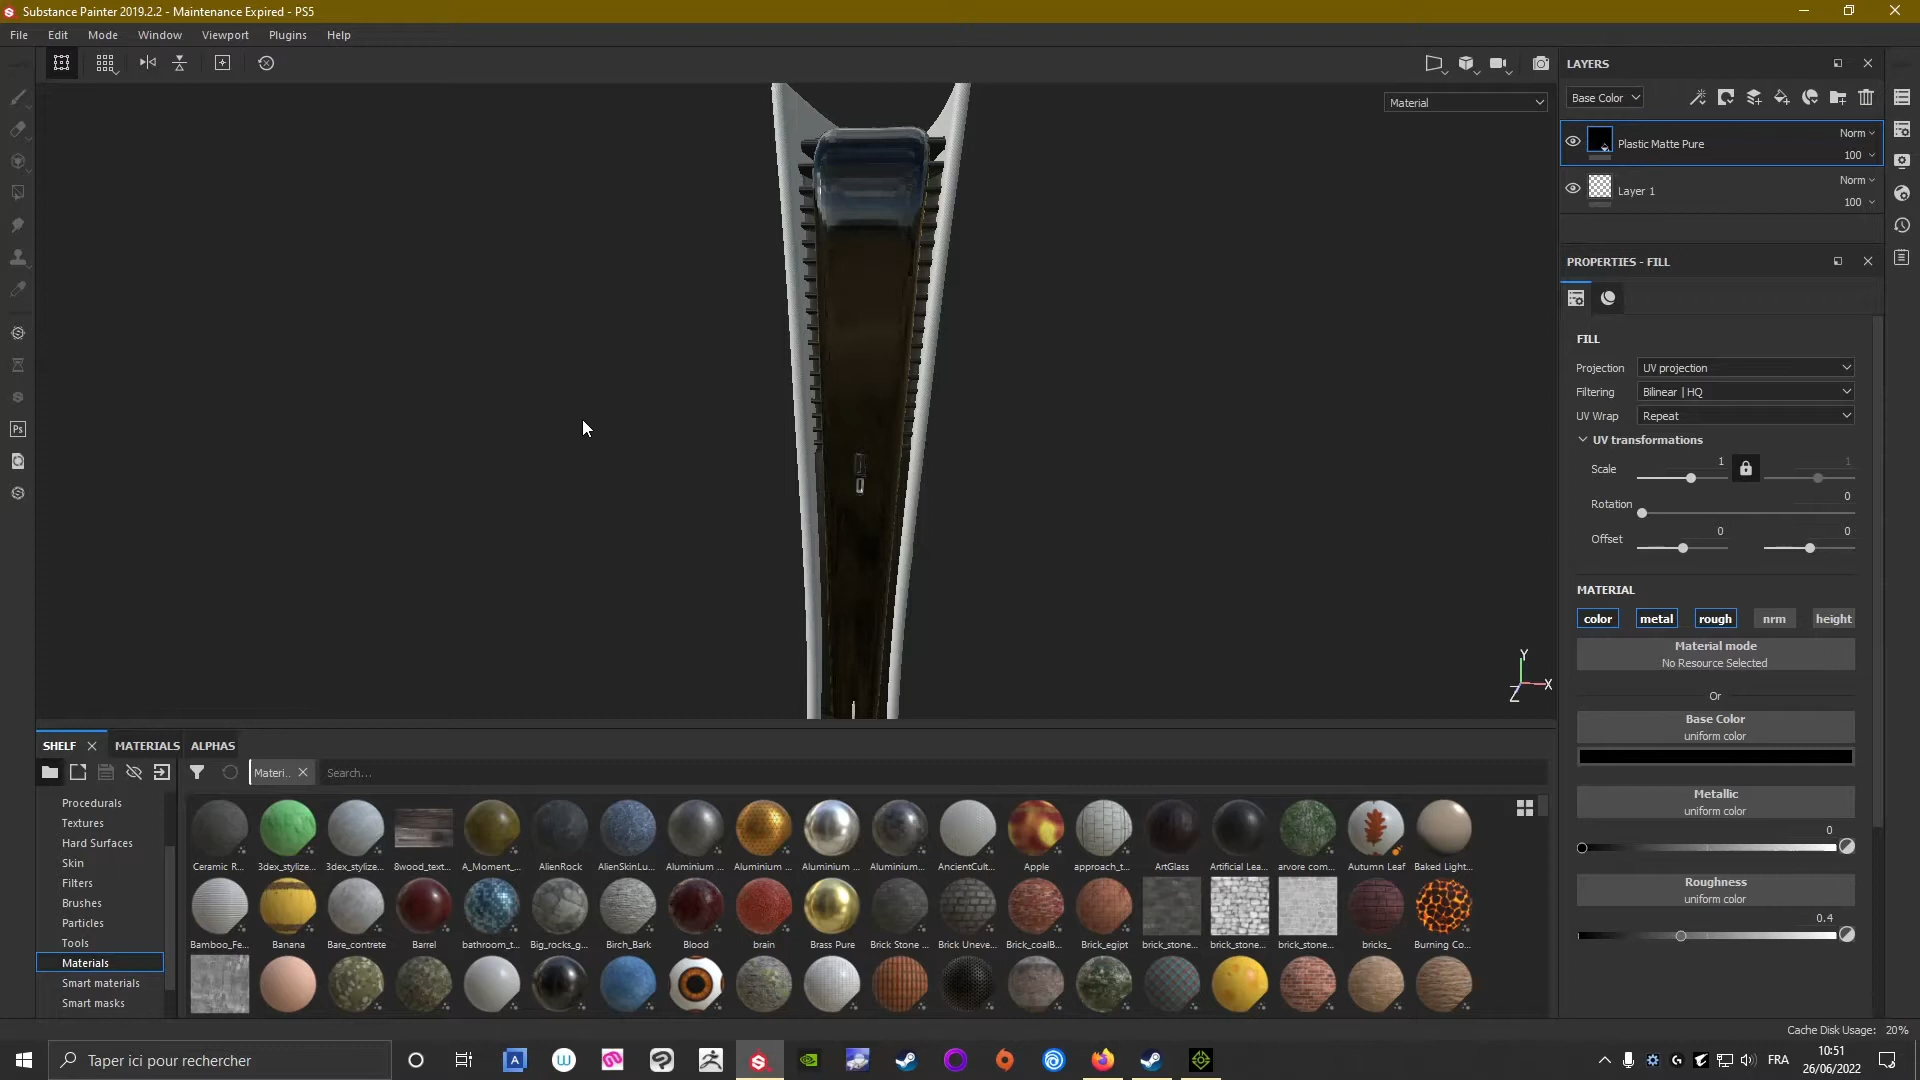 Substance Painter 2019.2.2 - Maintenance Expired - PS5
File Edit Mode Window Viewport Plugins Help
Material
Y
X
Z
LAYERS
Base Color
Plastic Matte Pure
Norm
100
Layer 1
Norm
100
PROPERTIES - FILL
FILL
Projection UV projection
Filtering Bilinear | HQ
UV Wrap Repeat
UV transformations
Scale 1 1
Rotation 0
Offset 0 0
MATERIAL
color metal rough nrm height
Material mode
No Resource Selected
Or
Base Color
uniform color
Metallic
uniform color
0
Roughness
uniform color
0.4
Ps
SHELF MATERIALS ALPHAS
Materi.. Search...
Procedurals
Textures
Hard Surfaces
Skin
Filters
Brushes
Particles
Tools
Materials
Smart materials
Smart masks
Ceramic R... 3dex_stylize... 3dex_stylize... 8wood_text... A_Moment_... AlienRock AlienSkinLu... Aluminium ... Aluminium ... Aluminium... AncientCult... Apple approach_t... ArtGlass Artificial Lea... arvore com... Autumn Leaf Baked Light...
Bamboo_Fe... Banana Bare_contrete Barrel bathroom_t... Big_rocks_g... Birch_Bark Blood brain Brass Pure Brick Stone ... Brick Uneve... Brick_coalB... Brick_egipt brick_stone... brick_stone... brick_stone... bricks_ Burning Co...
Cache Disk Usage: 20%
Taper ici pour rechercher
FRA
10:51
26/06/2022